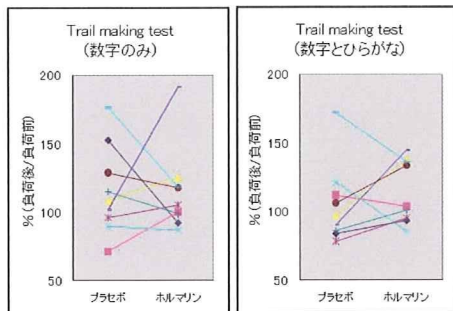 Trail making test
(数字のみ)
200
150
100
50
%(負荷後/負荷前)
プラセボ
ホルマリン
Trail making test
(数字とひらがな)
200
150
100
50
%(負荷後/負荷前)
プラセボ
ホルマリン